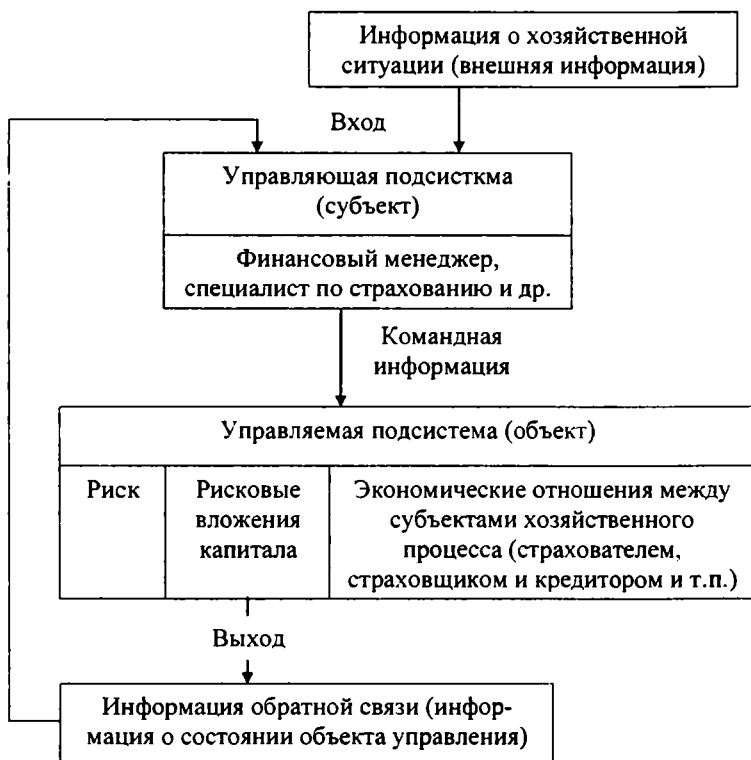 Информация о хозяйственной
ситуации (внешняя информация)
Вход
Управляющая подсисткма
(субъект)
Финансовый менеджер,
специалист по страхованию и др.
Командная
информация
Управляемая подсистема (объект)
Риск
Рисковые
вложения
капитала
Экономические отношения между
субъектами хозяйственного
процесса (страхователем,
страховщиком и кредитором и т.п.)
Выход
Информация обратной связи (инфор-
мация о состоянии объекта управления)